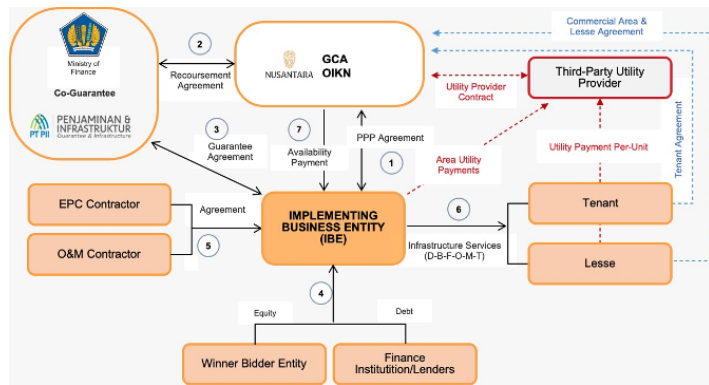 Ministry of
Finance
Co-Guarantee
PT PII
PENJAMINAN &
INFRASTRUKTUR
Guarantee & Infrastructure
2
Recoursement
Agreement
NUSANTARA
GCA
OIKN
Commercial Area &
Lesse Agreement
Utility Provider
Contract
Third-Party Utility
Provider
3
Guarantee
Agreement
7
Availability
Payment
PPP Agreement
1
Area Utility
Payments
Utility Payment Per-Unit
Tenant Agreement
EPC Contractor
O&M Contractor
Agreement
5
IMPLEMENTING
BUSINESS ENTITY
(IBE)
6
Infrastructure Services
(D-B-F-O-M-T)
Tenant
Lesse
4
Equity
Debt
Winner Bidder Entity
Finance
Institutition/Lenders